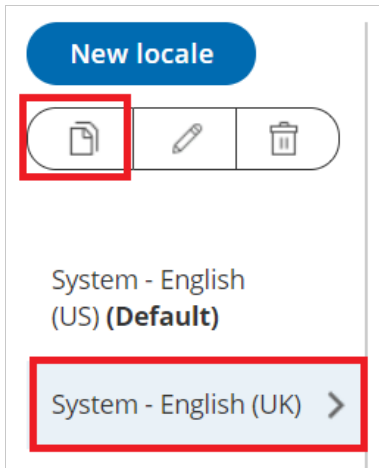 New locale
System - English
(US) (Default)
System - English (UK)